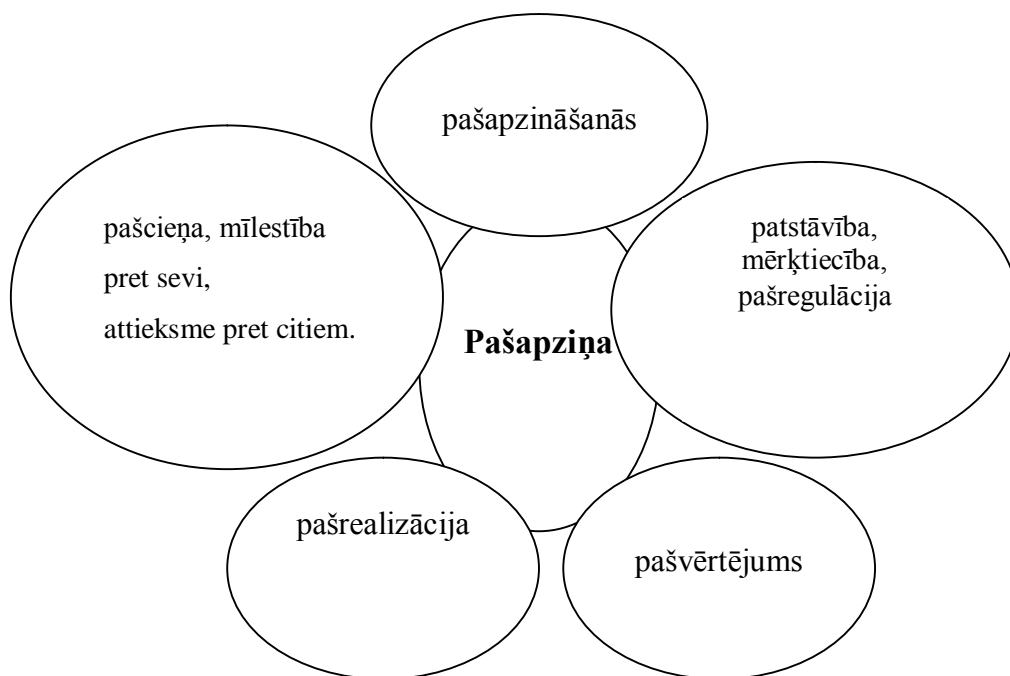 pašapzināšanās
pašcieņa, mīlestība
pret sevi,
attieksme pret citiem.
patstāvība,
mērķtiecība,
pašregulācija
Pašapziņa
pašrealizācija
pašvērtējums